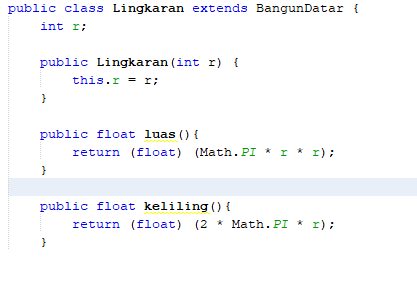 public class Lingkaran extends BangunDatar {
    int r;
    public Lingkaran(int r) {
        this.r = r;
    }
    public float luas(){
        return (float) (Math.PI * r * r);
    }
    public float keliling(){
        return (float) (2 * Math.PI * r);
    }